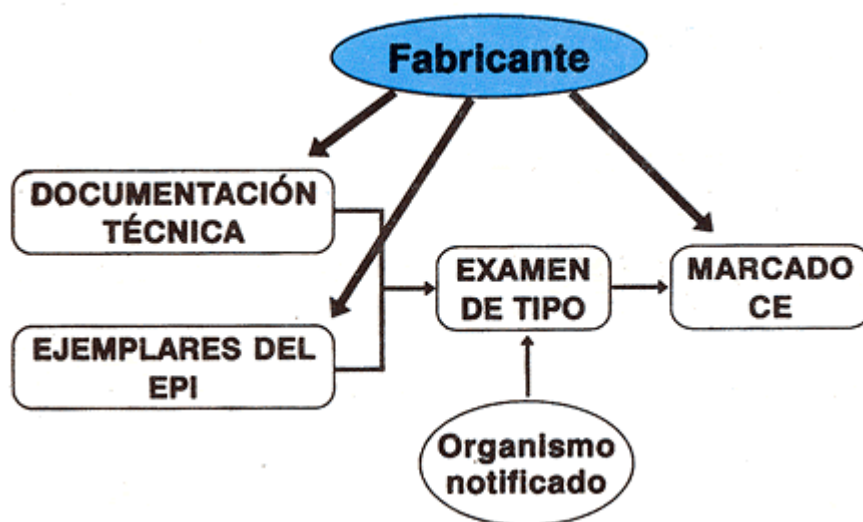 Fabricante
DOCUMENTACIÓN
TÉCNICA
EJEMPLARES DEL
EPI
EXAMEN
DE TIPO
MARCADO
CE
Organismo
notificado